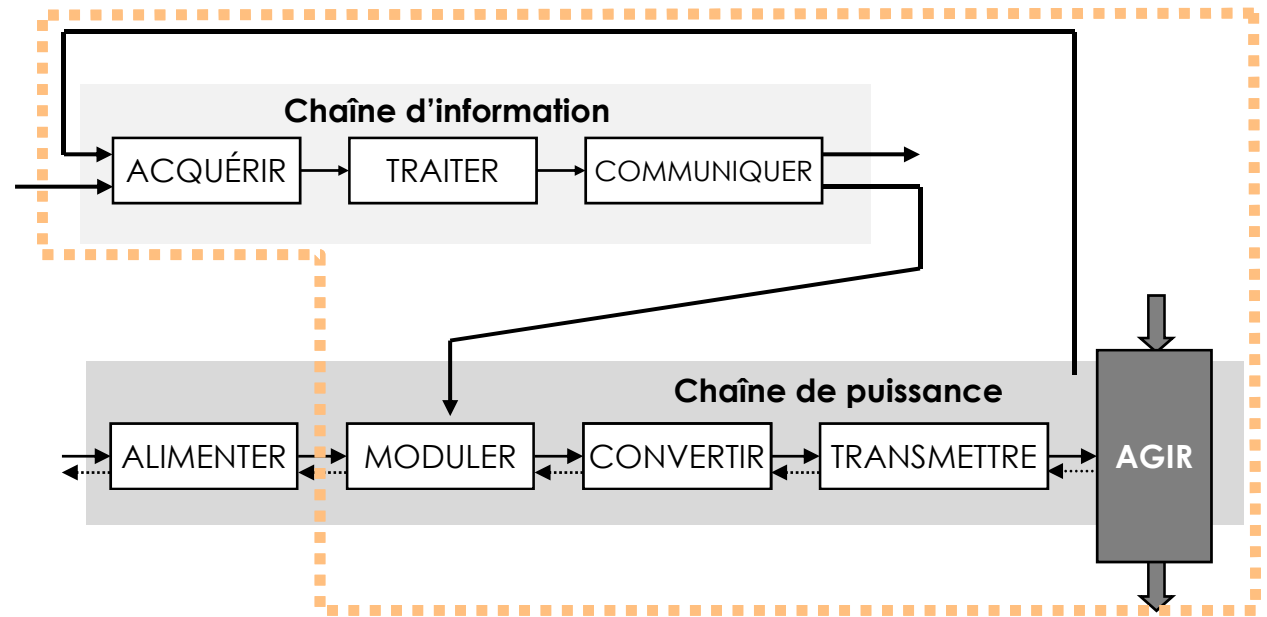 Chaîne d’information
ACQUÉRIR
TRAITER
COMMUNIQUER
Chaîne de puissance
ALIMENTER
MODULER
CONVERTIR
TRANSMETTRE
AGIR